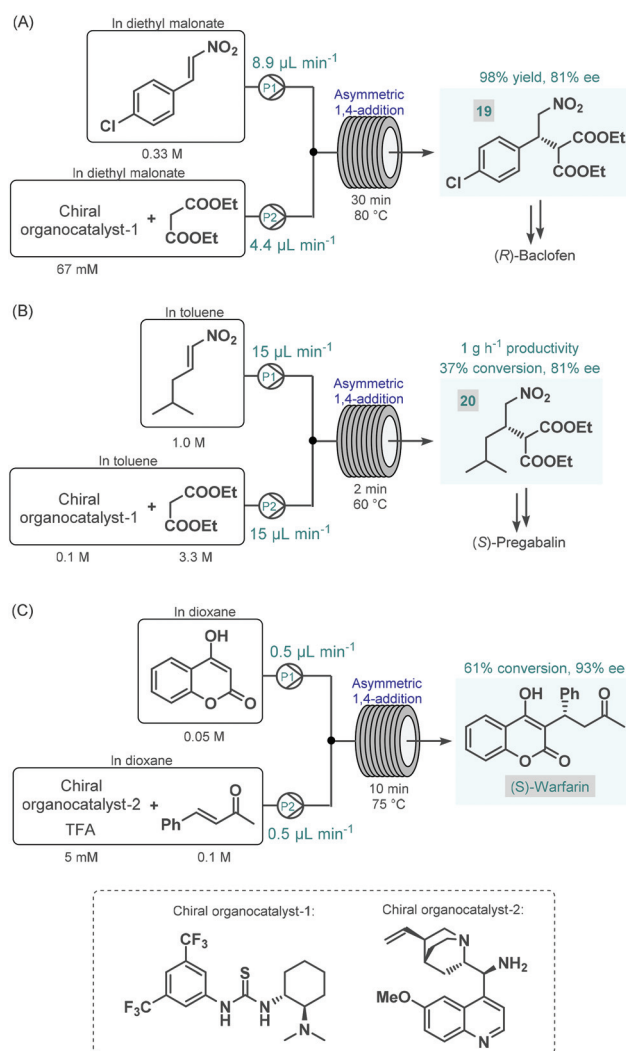 (A)
In diethyl malonate
NO₂
Cl
0.33 M
8.9 µL min⁻¹
P1
In diethyl malonate
Chiral
organocatalyst-1
+
COOEt
COOEt
67 mM
P2
4.4 µL min⁻¹
Asymmetric
1,4-addition
30 min
80 °C
98% yield, 81% ee
19
NO₂
COOEt
COOEt
Cl
(R)-Baclofen
(B)
In toluene
NO₂
1.0 M
15 µL min⁻¹
P1
In toluene
Chiral
organocatalyst-1
+
COOEt
COOEt
0.1 M
3.3 M
P2
15 µL min⁻¹
Asymmetric
1,4-addition
2 min
60 °C
1 g h⁻¹ productivity
37% conversion, 81% ee
20
NO₂
COOEt
COOEt
(S)-Pregabalin
(C)
In dioxane
OH
O
O
0.05 M
0.5 µL min⁻¹
P1
In dioxane
Chiral
organocatalyst-2
TFA
+
O
Ph
5 mM
0.1 M
P2
0.5 µL min⁻¹
Asymmetric
1,4-addition
10 min
75 °C
61% conversion, 93% ee
OH
Ph
O
O
O
(S)-Warfarin
Chiral organocatalyst-1:
CF₃
F₃C
S
N
H
N
H
N
Chiral organocatalyst-2:
N
NH₂
MeO
N